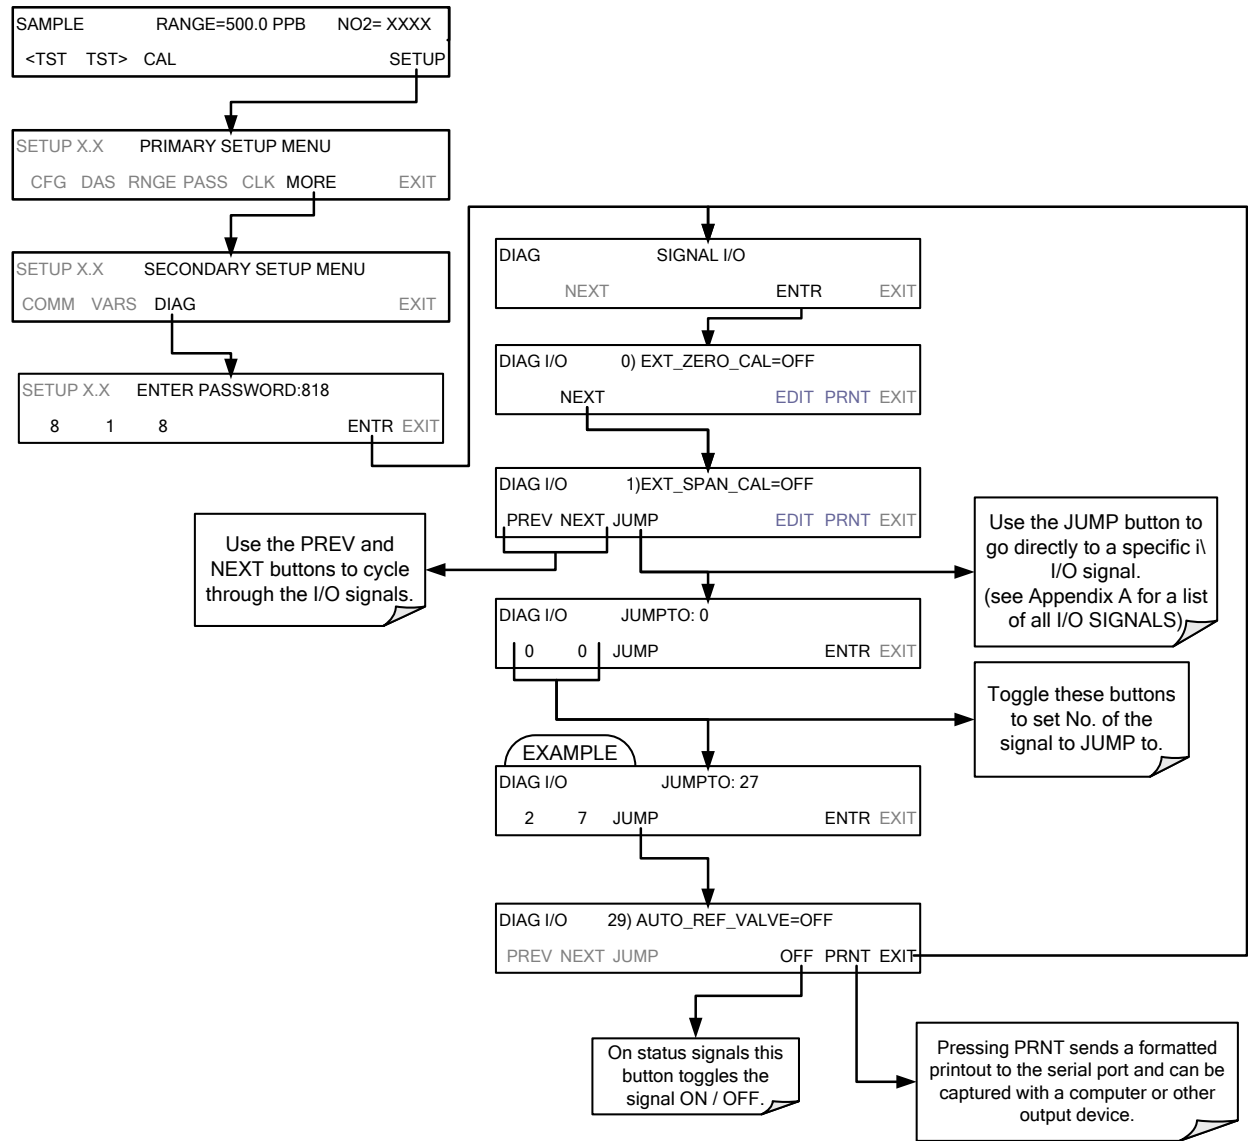 SAMPLE RANGE=500.0 PPB NO2= XXXX
<TST TST> CAL SETUP
SETUP X.X PRIMARY SETUP MENU
CFG DAS RNGE PASS CLK MORE EXIT
SETUP X.X SECONDARY SETUP MENU
COMM VARS DIAG EXIT
SETUP X.X ENTER PASSWORD:818
8 1 8 ENTR EXIT
DIAG SIGNAL I/O
NEXT ENTR EXIT
DIAG I/O 0) EXT_ZERO_CAL=OFF
NEXT EDIT PRNT EXIT
DIAG I/O 1)EXT_SPAN_CAL=OFF
PREV NEXT JUMP EDIT PRNT EXIT
Use the PREV and
NEXT buttons to cycle
through the I/O signals.
Use the JUMP button to
go directly to a specific i\
I/O signal.
(see Appendix A for a list
of all I/O SIGNALS)
DIAG I/O JUMPTO: 0
0 0 JUMP ENTR EXIT
Toggle these buttons
to set No. of the
signal to JUMP to.
EXAMPLE
DIAG I/O JUMPTO: 27
2 7 JUMP ENTR EXIT
DIAG I/O 29) AUTO_REF_VALVE=OFF
PREV NEXT JUMP OFF PRNT EXIT
On status signals this
button toggles the
signal ON / OFF.
Pressing PRNT sends a formatted
printout to the serial port and can be
captured with a computer or other
output device.